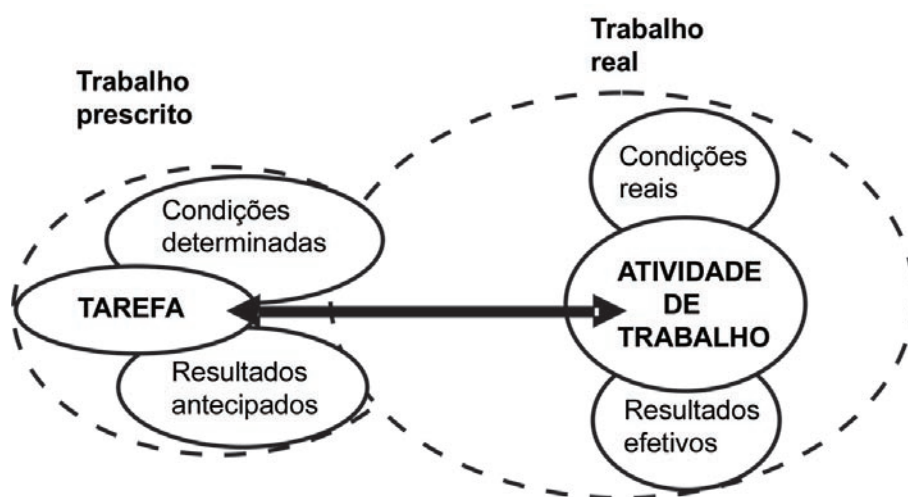 Trabalho
prescrito
Condições
determinadas
TAREFA
Resultados
antecipados
Trabalho
real
Condições
reais
ATIVIDADE
DE
TRABALHO
Resultados
efetivos